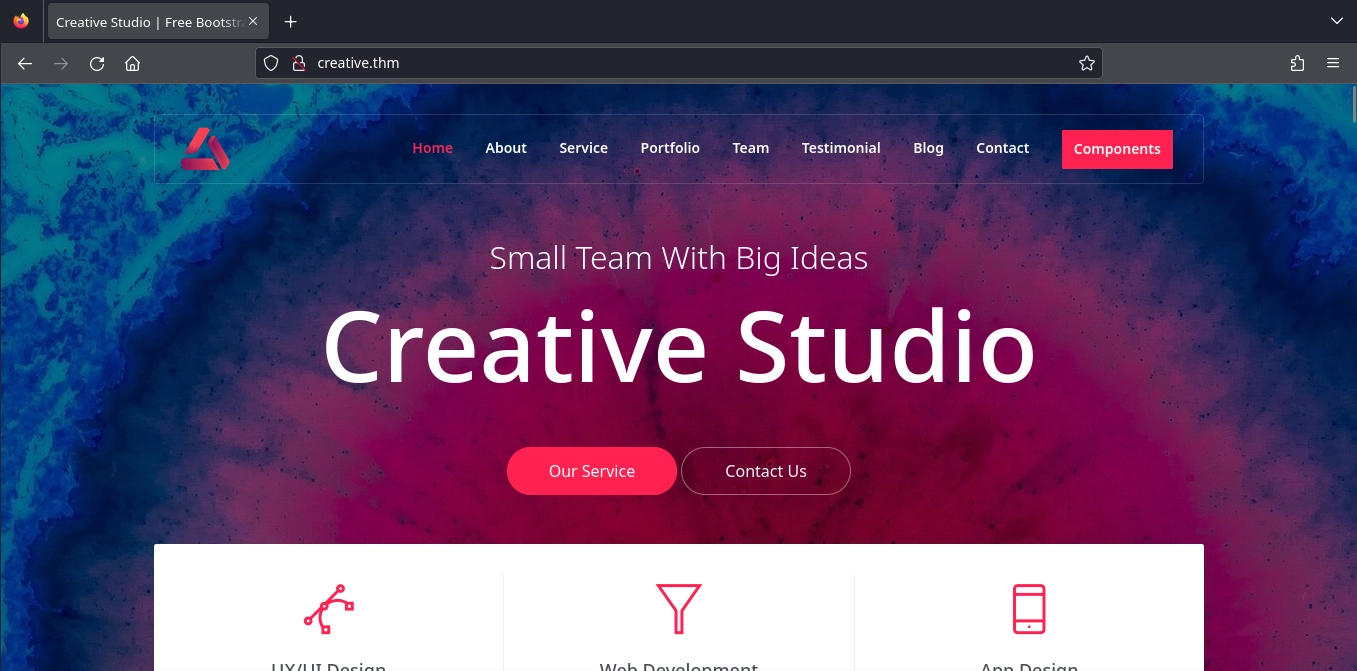 Creative Studio | Free Bootstr
creative.thm
Home About Service Portfolio Team Testimonial Blog Contact Components
Small Team With Big Ideas
Creative Studio
Our Service Contact Us
UX/UI Design Web Development App Design